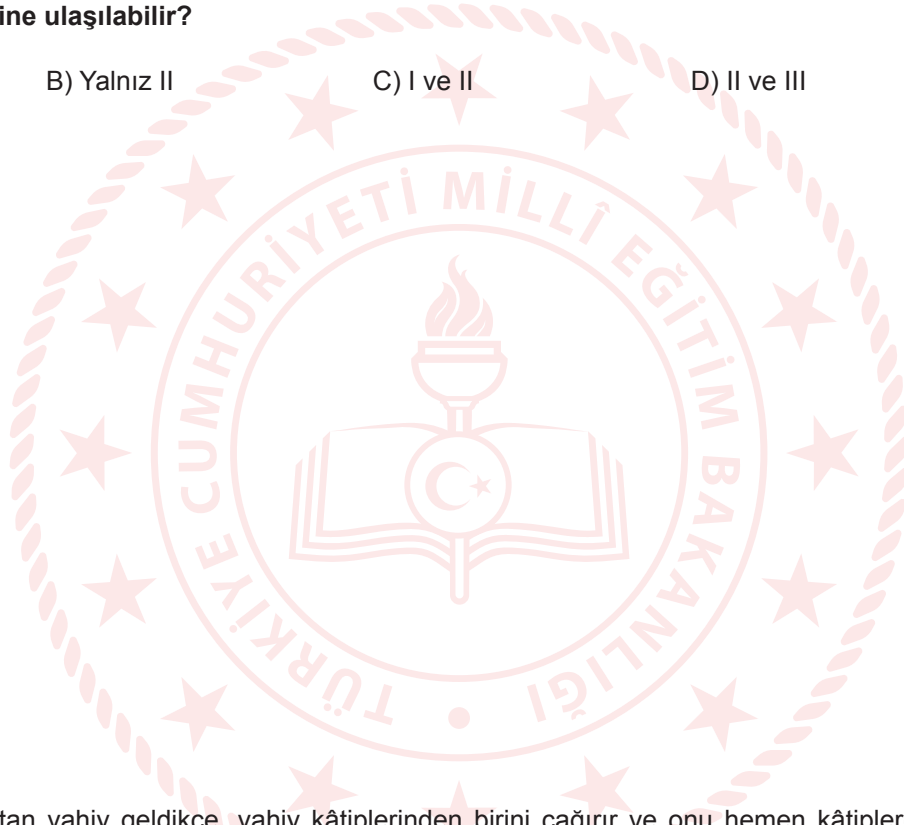 ine ulaşılabilir?
B) Yalnız II C) I ve II D) II ve III
TÜRKİYE CUMHURİYETİ MİLLÎ EĞİTİM BAKANLIĞI
tan vahiy geldikçe, vahiy kâtiplerinden birini çağırır ve onu hemen kâtipler